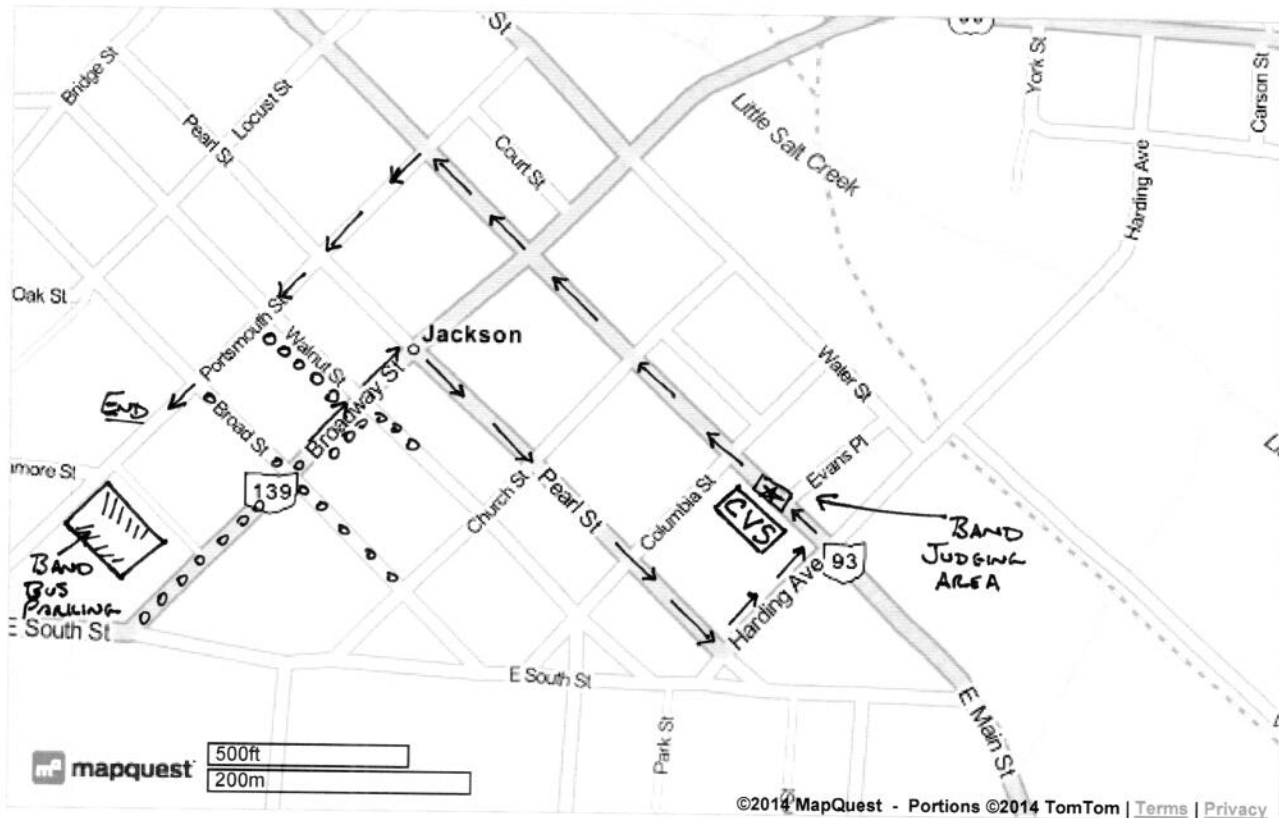 St
Bridge St
Pearl St
Locust St
Court St
Little Salt Creek
York St
Carson St
Harding Ave
Oak St
Portsmouth St
Walnut St
Jackson
Broadway St
END
Broad St
139
Water St
Evans Pl
Church St
Pearl St
Columbia St
CVS
BAND
JUDGING
AREA
93
Harding Ave
BAND
BUS
PARKING
E South St
E South St
Park St
E Main St
mapquest
500ft
200m
©2014 MapQuest - Portions ©2014 TomTom | Terms | Privacy